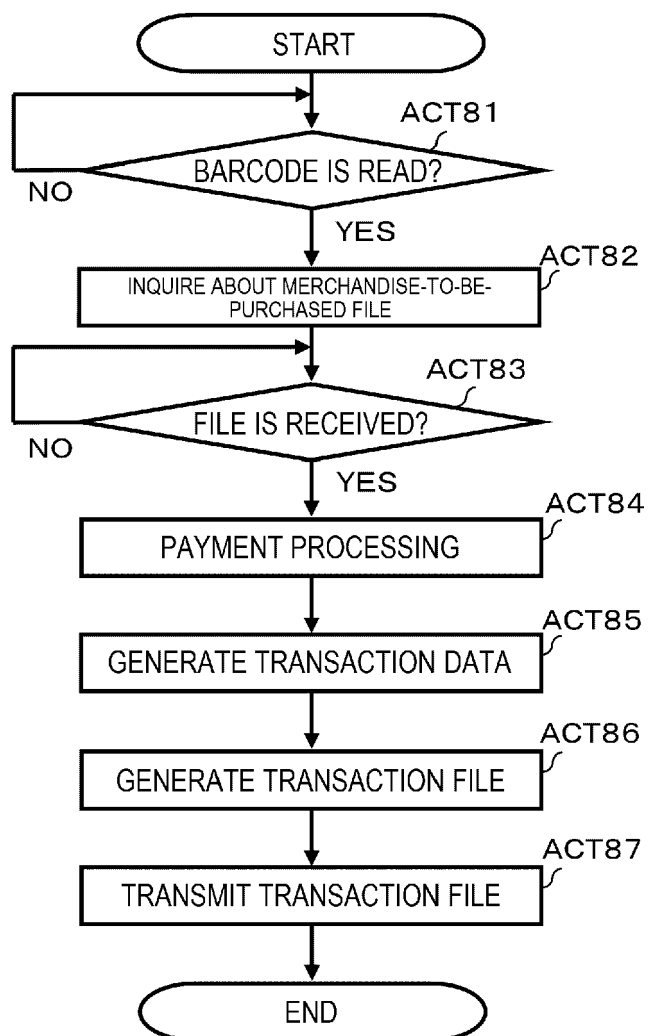 START
ACT81
BARCODE IS READ?
NO
YES
ACT82
INQUIRE ABOUT MERCHANDISE-TO-BE-
PURCHASED FILE
ACT83
FILE IS RECEIVED?
NO
YES
ACT84
PAYMENT PROCESSING
ACT85
GENERATE TRANSACTION DATA
ACT86
GENERATE TRANSACTION FILE
ACT87
TRANSMIT TRANSACTION FILE
END